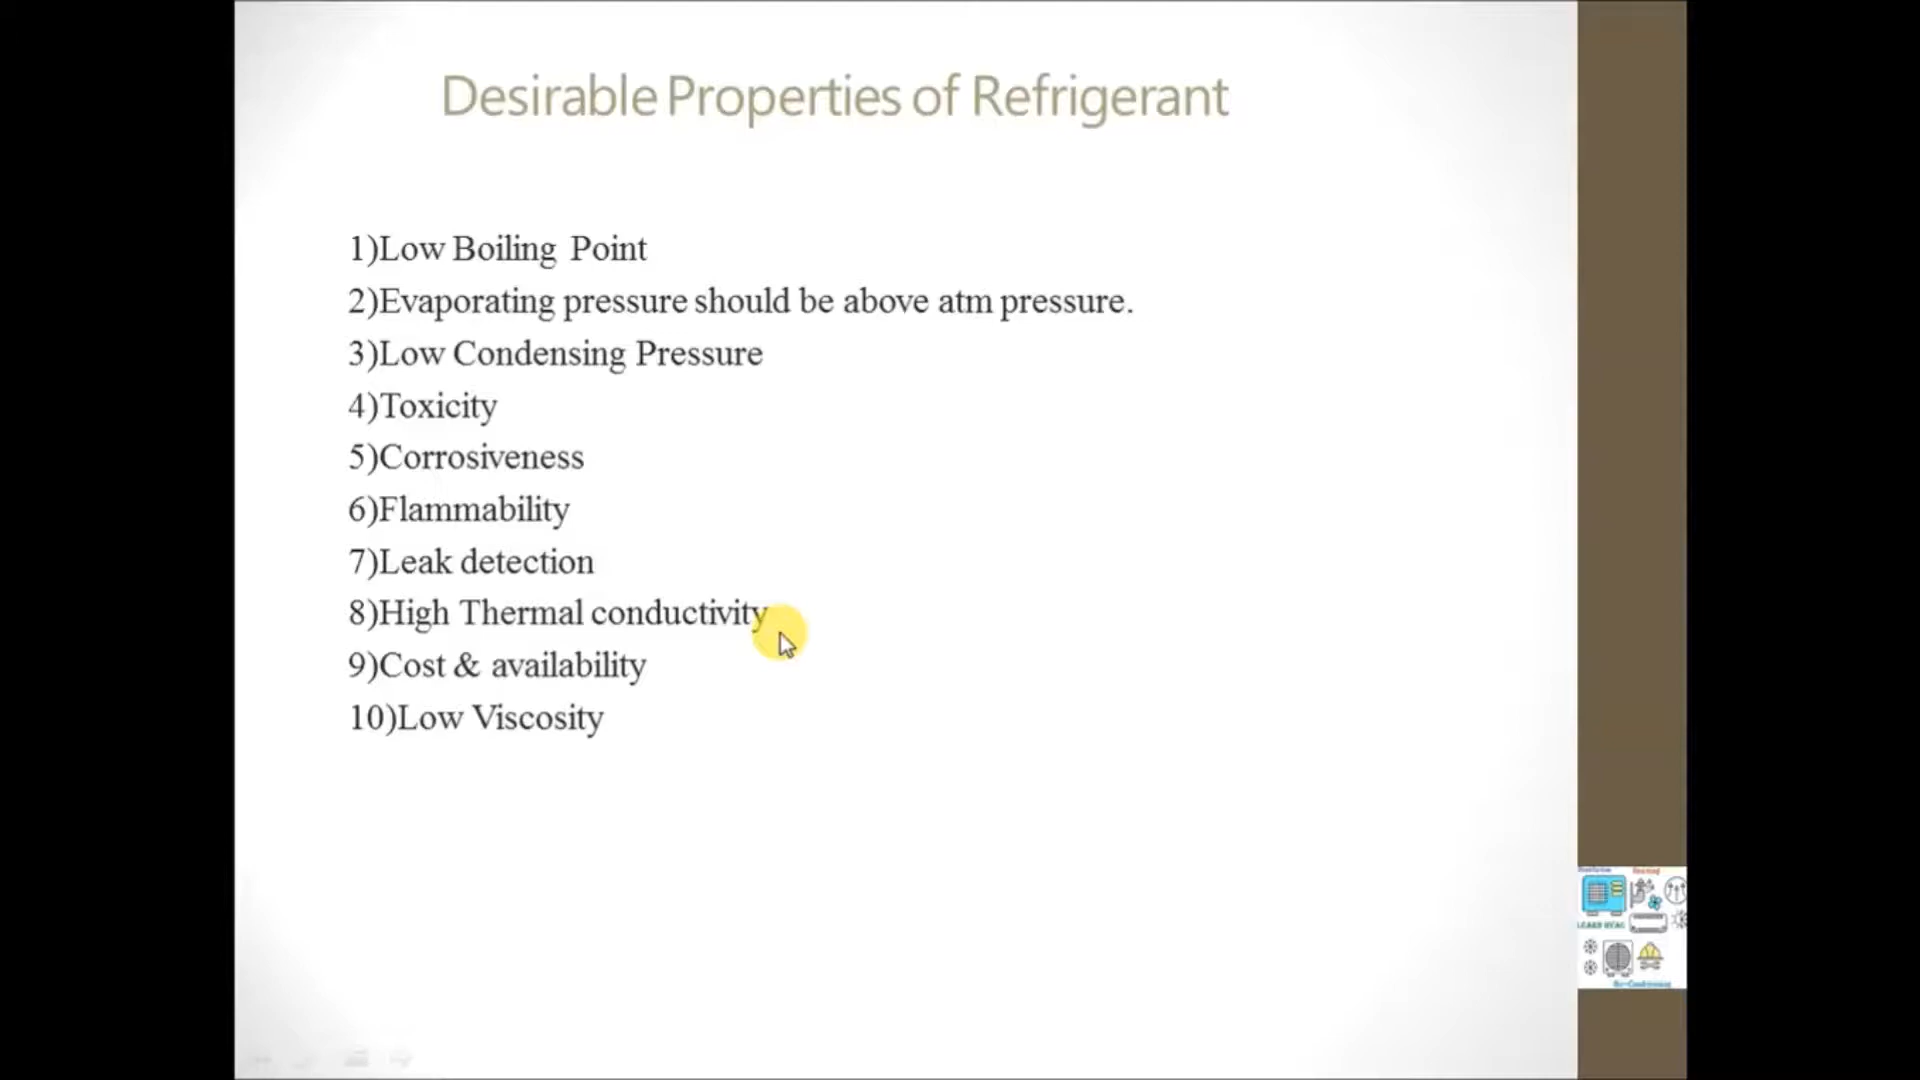 Desirable Properties of Refrigerant
1)Low Boiling Point
2)Evaporating pressure should be above atm pressure.
3)Low Condensing Pressure
4)Toxicity
5)Corrosiveness
6)Flammability
7)Leak detection
8)High Thermal conductivity
9)Cost & availability
10)Low Viscosity